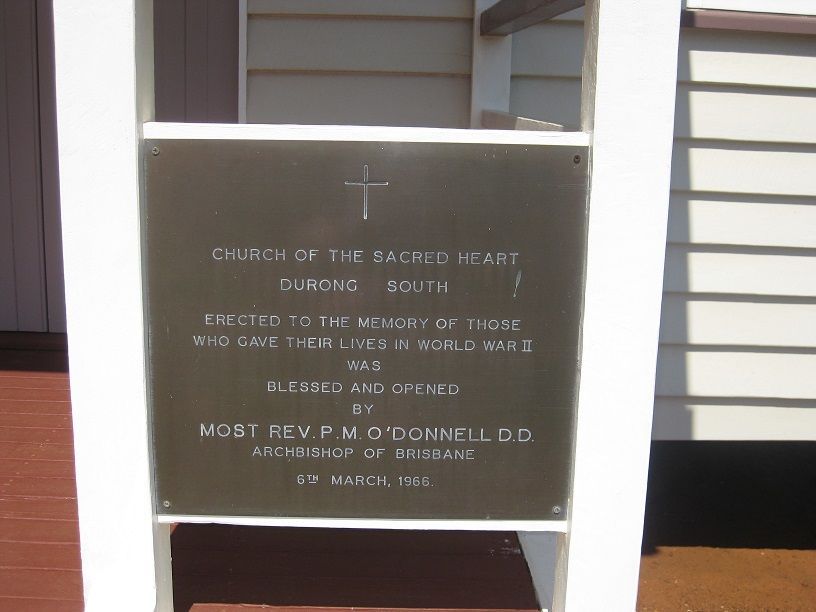 CHURCH OF THE SACRED HEART
DURONG SOUTH
ERECTED TO THE MEMORY OF THOSE
WHO GAVE THEIR LIVES IN WORLD WAR II
WAS
BLESSED AND OPENED
BY
MOST REV. P. M. O'DONNELL D.D.
ARCHBISHOP OF BRISBANE
6TH MARCH, 1966.